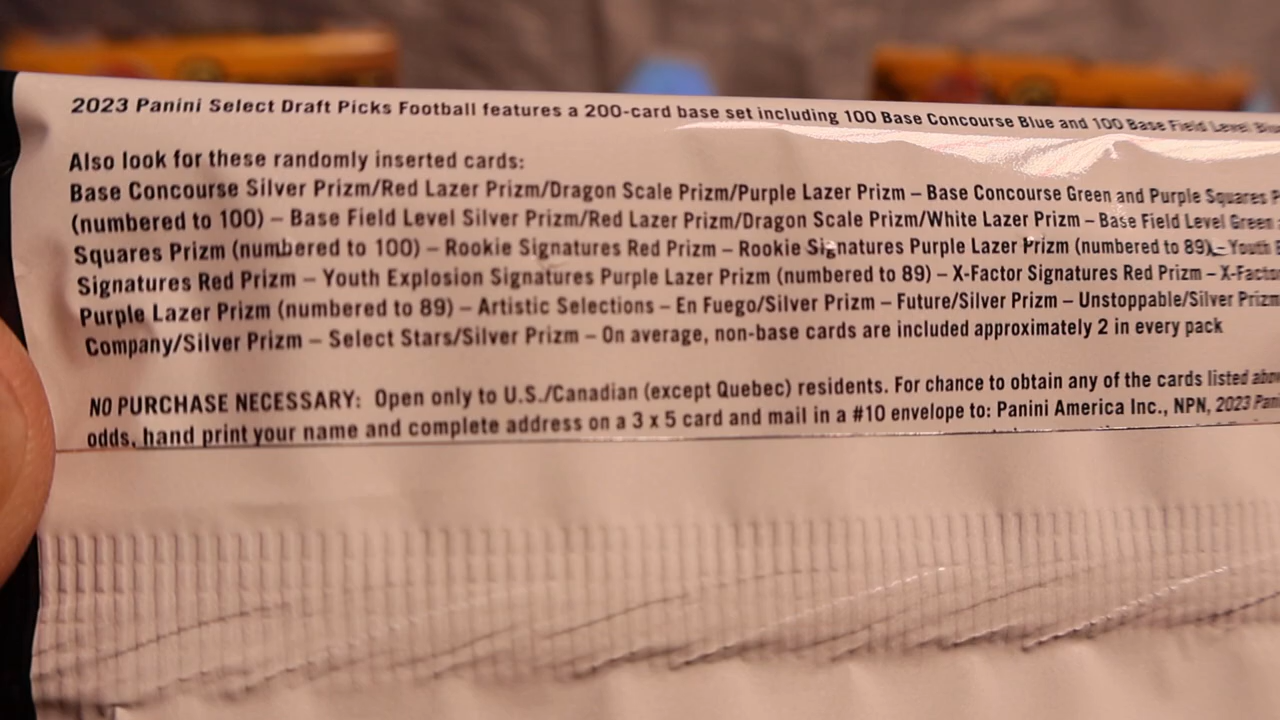 2023 Panini Select Draft Picks Football features a 200-card base set including 100 Base Concourse Blue and 100 Base Field Level
Also look for these randomly inserted cards:
Base Concourse Silver Prizm/Red Lazer Prizm/Dragon Scale Prizm/Purple Lazer Prizm – Base Concourse Green and Purple Squares
(numbered to 100) – Base Field Level Silver Prizm/Red Lazer Prizm/Dragon Scale Prizm/White Lazer Prizm – Base Field Level Green
Squares Prizm (numbered to 100) – Rookie Signatures Red Prizm – Rookie Signatures Purple Lazer Prizm (numbered to 89) – Youth
Signatures Red Prizm – Youth Explosion Signatures Purple Lazer Prizm (numbered to 89) – X-Factor Signatures Red Prizm – X-Factor
Purple Lazer Prizm (numbered to 89) – Artistic Selections – En Fuego/Silver Prizm – Future/Silver Prizm – Unstoppable/Silver Prizm
Company/Silver Prizm – Select Stars/Silver Prizm – On average, non-base cards are included approximately 2 in every pack
NO PURCHASE NECESSARY: Open only to U.S./Canadian (except Quebec) residents. For chance to obtain any of the cards listed above
odds, hand print your name and complete address on a 3 x 5 card and mail in a #10 envelope to: Panini America Inc., NPN, 2023 Pani